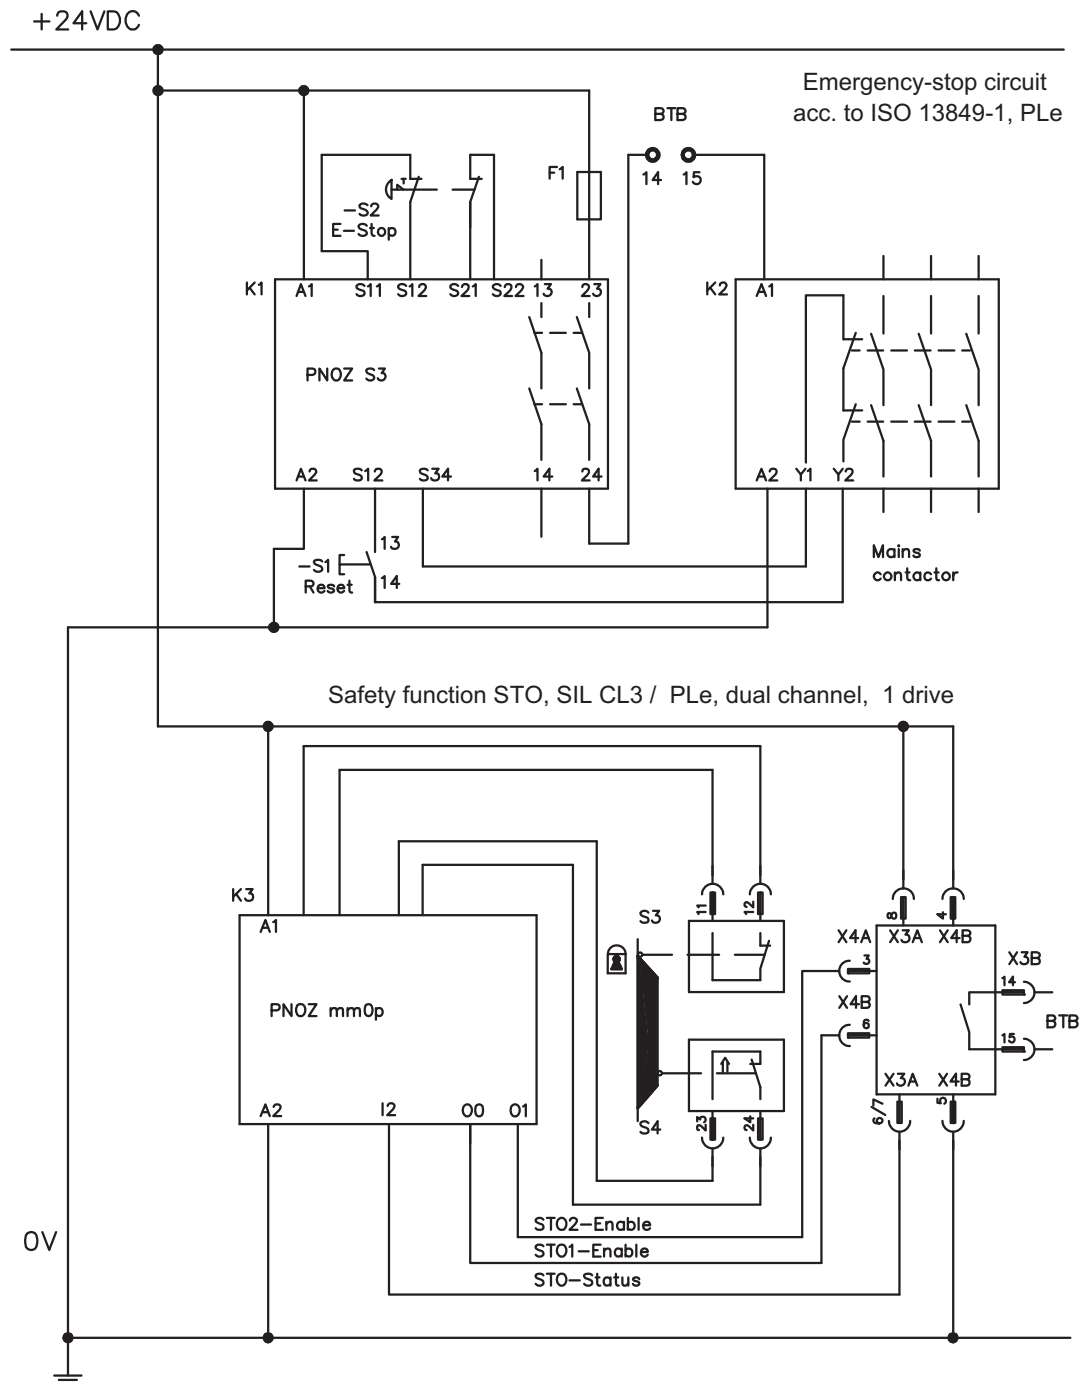 +24VDC
Emergency-stop circuit
acc. to ISO 13849-1, PLe
BTB
14 15
F1
-S2
E-Stop
K1 A1 S11 S12 S21 S22 13 23
K2 A1
PNOZ S3
A2 S12 S34 14 24
A2 Y1 Y2
13
-S1
Reset
14
Mains
contactor
Safety function STO, SIL CL3 / PLe, dual channel, 1 drive
K3
A1
S3
11 12
8 4
X4A X3A X4B
3
X4B
6
X3B
14
BTB
15
PNOZ mm0p
X3A X4B
6/7 5
A2 I2 O0 O1
S4
23 24
STO2-Enable
STO1-Enable
STO-Status
0V